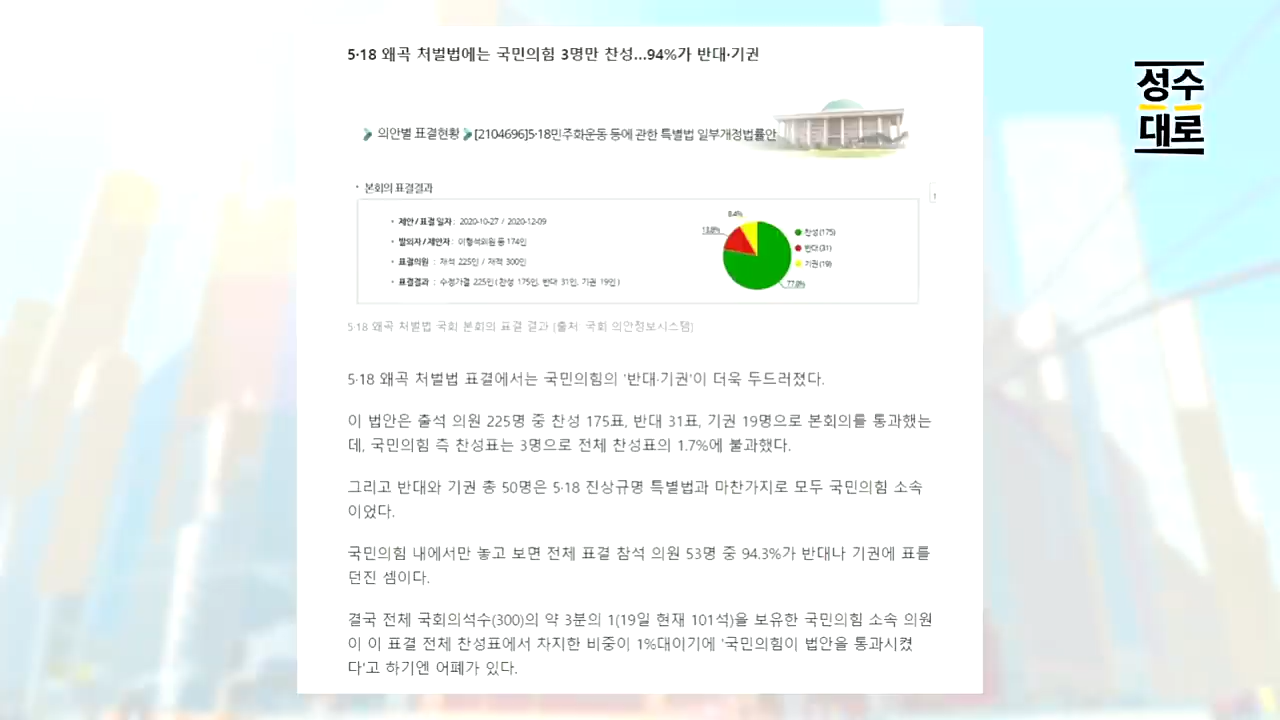 5·18 왜곡 처벌법에는 국민의힘 3명만 찬성...94%가 반대·기권
성수
대로
의안별 표결현황 [2104696]5·18민주화운동 등에 관한 특별법 일부개정법률안
· 본회의 표결결과
• 제안 / 표결 일자 : 2020-10-27 / 2020-12-09
• 발의자 / 제안자 : 이형석의원 등 174인
• 표결의원 : 재석 225인 / 재적 300인
• 표결결과 : 수정가결 225인(찬성 175인, 반대 31인, 기권 19인)
8.4%
13.8%
77.8%
찬성(175)
반대(31)
기권(19)
5·18 왜곡 처벌법 국회 본회의 표결 결과 [출처: 국회 의안정보시스템]
5·18 왜곡 처벌법 표결에서는 국민의힘의 '반대·기권'이 더욱 두드러졌다.
이 법안은 출석 의원 225명 중 찬성 175표, 반대 31표, 기권 19명으로 본회의를 통과했는
데, 국민의힘 측 찬성표는 3명으로 전체 찬성표의 1.7%에 불과했다.
그리고 반대와 기권 총 50명은 5·18 진상규명 특별법과 마찬가지로 모두 국민의힘 소속
이었다.
국민의힘 내에서만 놓고 보면 전체 표결 참석 의원 53명 중 94.3%가 반대나 기권에 표를
던진 셈이다.
결국 전체 국회의석수(300)의 약 3분의 1(19일 현재 101석)을 보유한 국민의힘 소속 의원
이 이 표결 전체 찬성표에서 차지한 비중이 1%대이기에 '국민의힘이 법안을 통과시켰
다'고 하기엔 어폐가 있다.